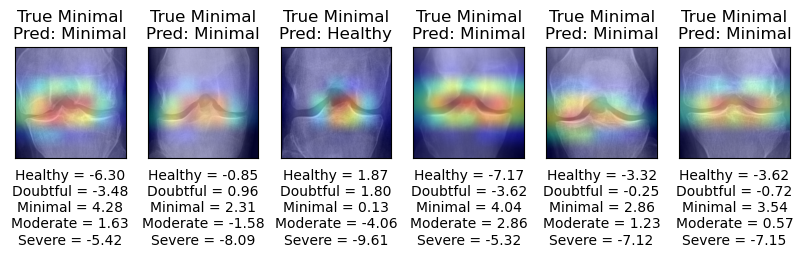 True Minimal
Pred: Minimal
Healthy = -6.30
Doubtful = -3.48
Minimal = 4.28
Moderate = 1.63
Severe = -5.42
True Minimal
Pred: Minimal
Healthy = -0.85
Doubtful = 0.96
Minimal = 2.31
Moderate = -1.58
Severe = -8.09
True Minimal
Pred: Healthy
Healthy = 1.87
Doubtful = 1.80
Minimal = 0.13
Moderate = -4.06
Severe = -9.61
True Minimal
Pred: Minimal
Healthy = -7.17
Doubtful = -3.62
Minimal = 4.04
Moderate = 2.86
Severe = -5.32
True Minimal
Pred: Minimal
Healthy = -3.32
Doubtful = -0.25
Minimal = 2.86
Moderate = 1.23
Severe = -7.12
True Minimal
Pred: Minimal
Healthy = -3.62
Doubtful = -0.72
Minimal = 3.54
Moderate = 0.57
Severe = -7.15